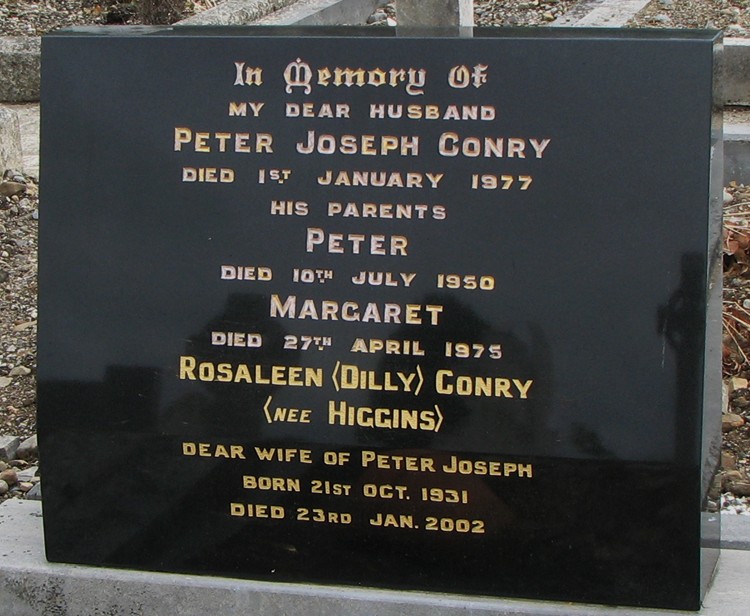 In Memory Of
MY DEAR HUSBAND
PETER JOSEPH CONRY
DIED 1ST JANUARY 1977
HIS PARENTS
PETER
DIED 10TH JULY 1950
MARGARET
DIED 27TH APRIL 1975
ROSALEEN (DILLY) CONRY
(NEE HIGGINS)
DEAR WIFE OF PETER JOSEPH
BORN 21ST OCT. 1931
DIED 23RD JAN. 2002